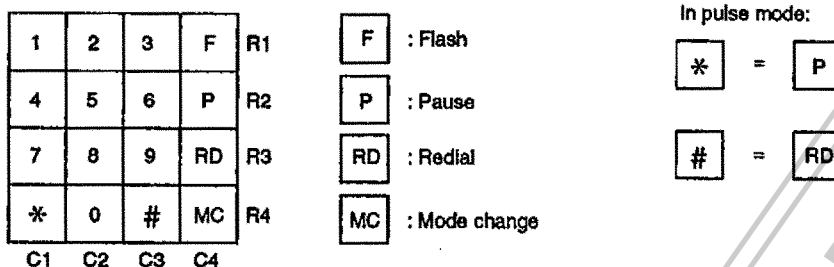 1 2 3 F R1
4 5 6 P R2
7 8 9 RD R3
* 0 # MC R4
C1 C2 C3 C4
F : Flash
P : Pause
RD : Redial
MC : Mode change
In pulse mode:
* = P
# = RD